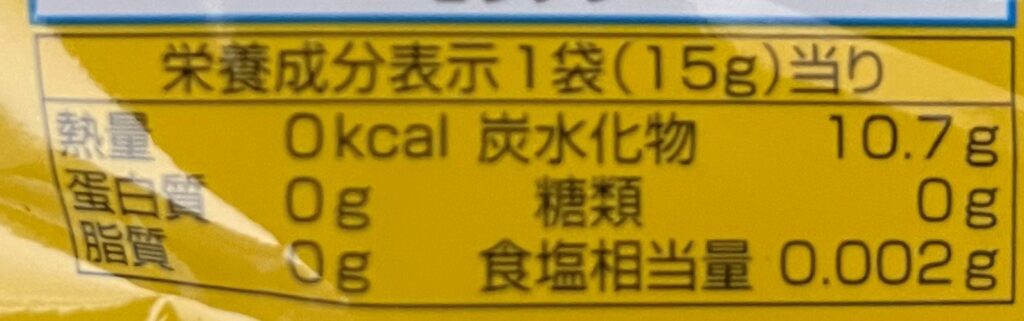 栄養成分表示1袋(15g)当り
熱量 0kcal 炭水化物 10.7g
蛋白質 0g 糖類 0g
脂質 0g 食塩相当量 0.002g